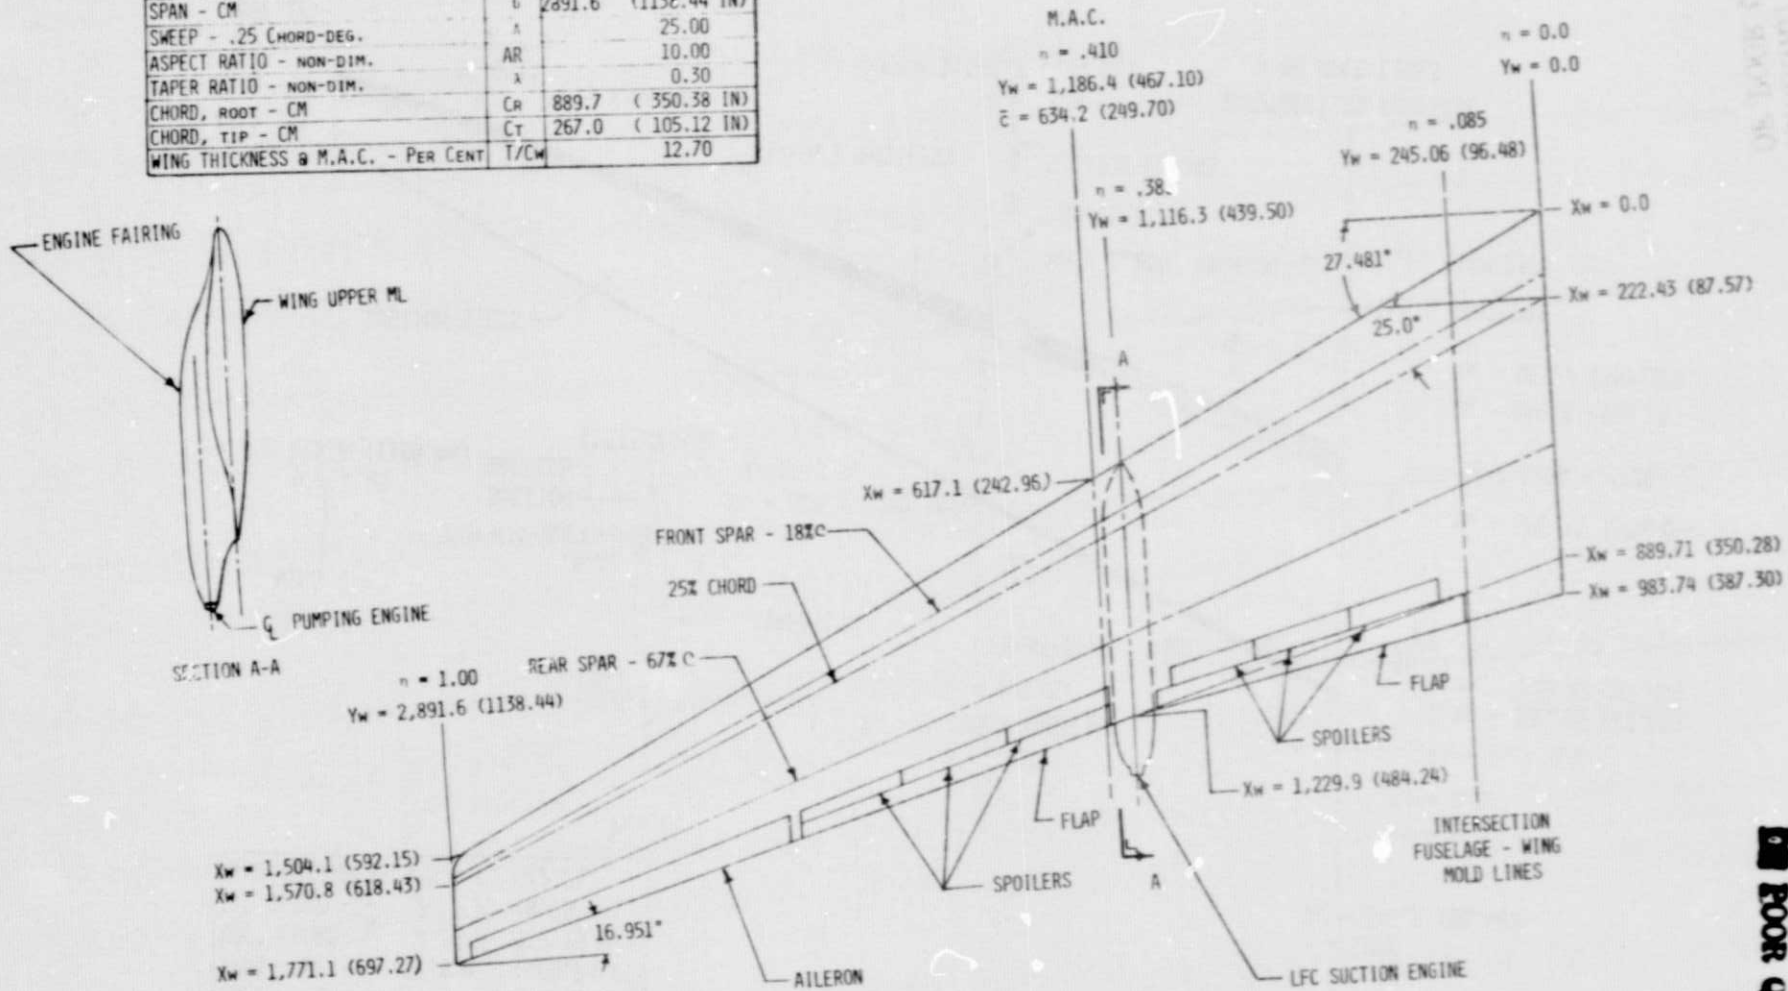 SPAN - CM b 2891.6 (1138.44 IN)
SWEEP - .25 CHORD-DEG. Λ 25.00
ASPECT RATIO - NON-DIM. AR 10.00
TAPER RATIO - NON-DIM. λ 0.30
CHORD, ROOT - CM CR 889.7 ( 350.38 IN)
CHORD, TIP - CM CT 267.0 ( 105.12 IN)
WING THICKNESS @ M.A.C. - PER CENT T/CW 12.70
M.A.C.
η = .410
Yw = 1,186.4 (467.10)
c̄ = 634.2 (249.70)
η = 0.0
Yw = 0.0
η = .085
Yw = 245.06 (96.48)
η = .38
Yw = 1,116.3 (439.50)
Xw = 0.0
27.481°
Xw = 222.43 (87.57)
25.0°
ENGINE FAIRING
WING UPPER ML
A
Xw = 617.1 (242.96)
FRONT SPAR - 18%C
25% CHORD
Xw = 889.71 (350.28)
Xw = 983.74 (387.30)
℄ PUMPING ENGINE
SECTION A-A
REAR SPAR - 67% C
η = 1.00
Yw = 2,891.6 (1138.44)
FLAP
SPOILERS
Xw = 1,229.9 (484.24)
FLAP
INTERSECTION
FUSELAGE - WING
MOLD LINES
Xw = 1,504.1 (592.15)
Xw = 1,570.8 (618.43)
SPOILERS
A
16.951°
Xw = 1,771.1 (697.27)
AILERON
LFC SUCTION ENGINE
POOR